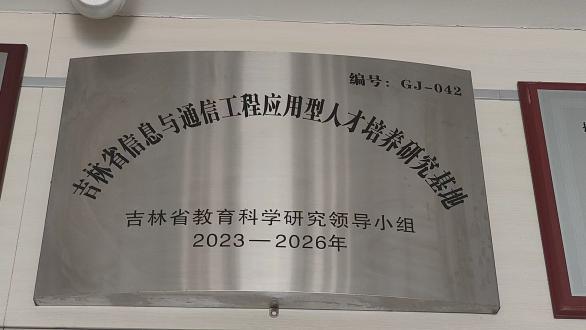 编号：GJ-042
吉林省信息与通信工程应用型人才培养研究基地
吉林省教育科学研究领导小组
2023—2026年